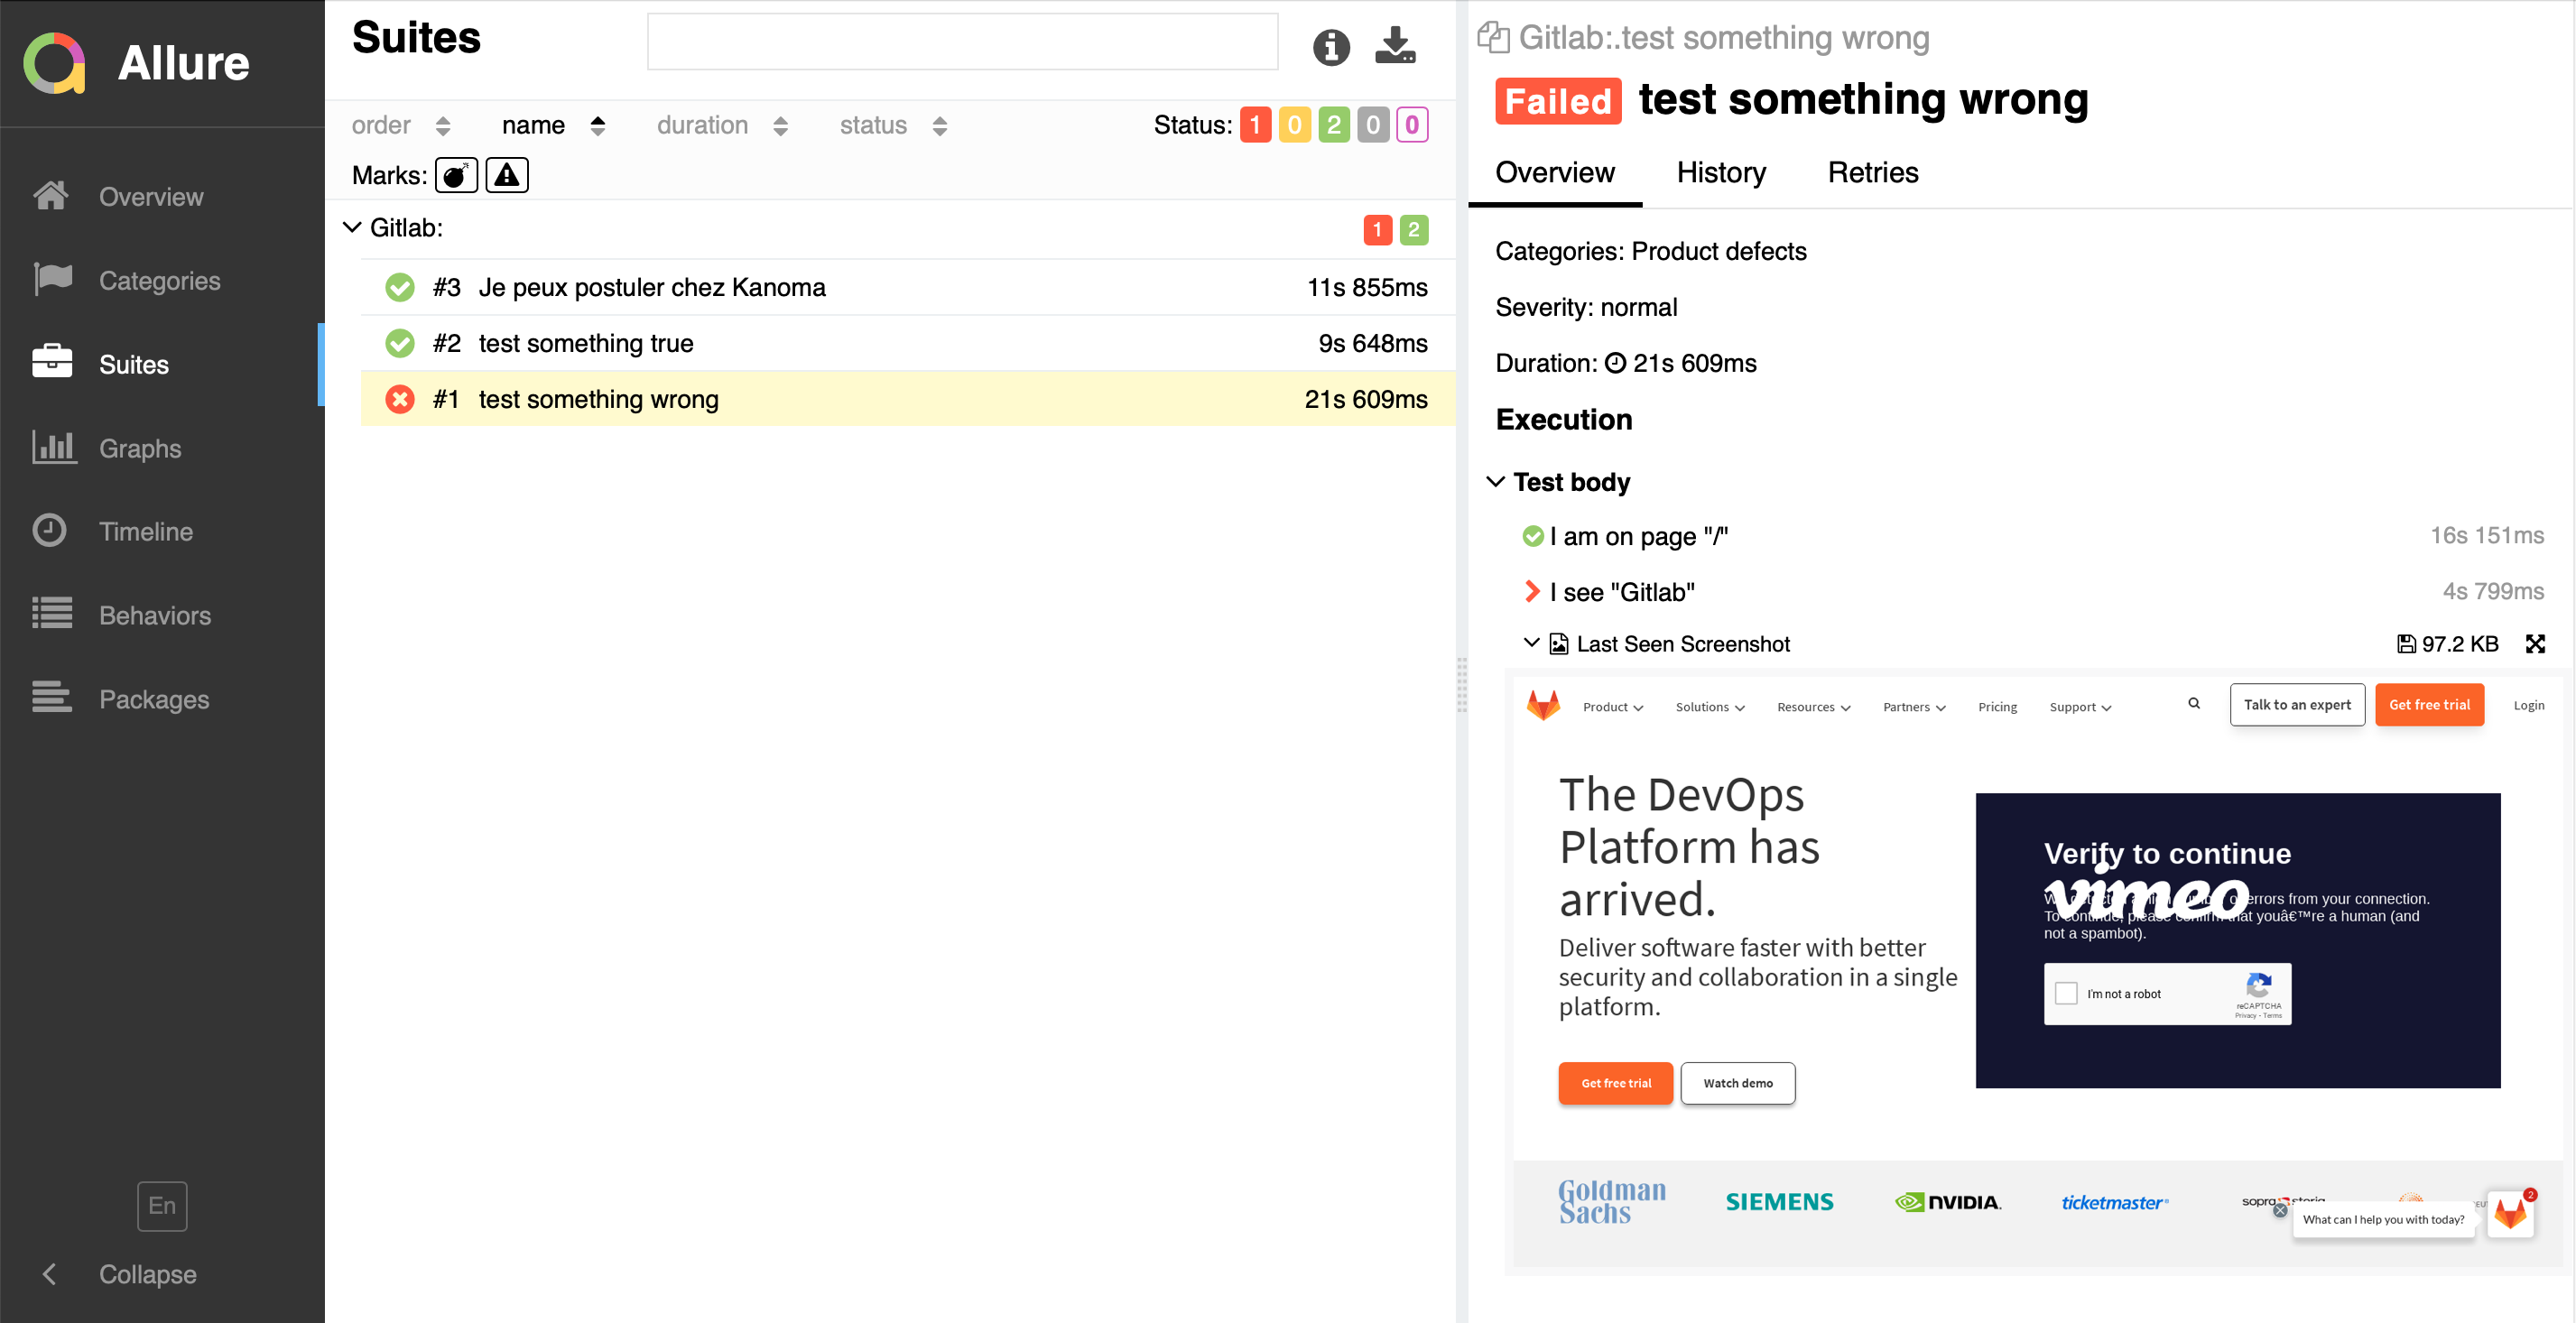 Allure
Overview
Categories
Suites
Graphs
Timeline
Behaviors
Packages
En
Collapse
Suites
order name duration status
Status: 1 0 2 0 0
Marks:
Gitlab: 1 2
#3 Je peux postuler chez Kanoma 11s 855ms
#2 test something true 9s 648ms
#1 test something wrong 21s 609ms
Gitlab:.test something wrong
Failed test something wrong
Overview History Retries
Categories: Product defects
Severity: normal
Duration: 21s 609ms
Execution
Test body
I am on page "/" 16s 151ms
I see "Gitlab" 4s 799ms
Last Seen Screenshot 97.2 KB
Product Solutions Resources Partners Pricing Support Talk to an expert Get free trial Login
The DevOps
Platform has
arrived.
Deliver software faster with better
security and collaboration in a single
platform.
Get free trial Watch demo
Verify to continue
vimeo
errors from your connection.
To continue, please confirm that youâ€™re a human (and
not a spambot).
I'm not a robot
reCAPTCHA
Privacy - Terms
Goldman
Sachs
SIEMENS
NVIDIA.
ticketmaster®
sopra steria
What can I help you with today?
2